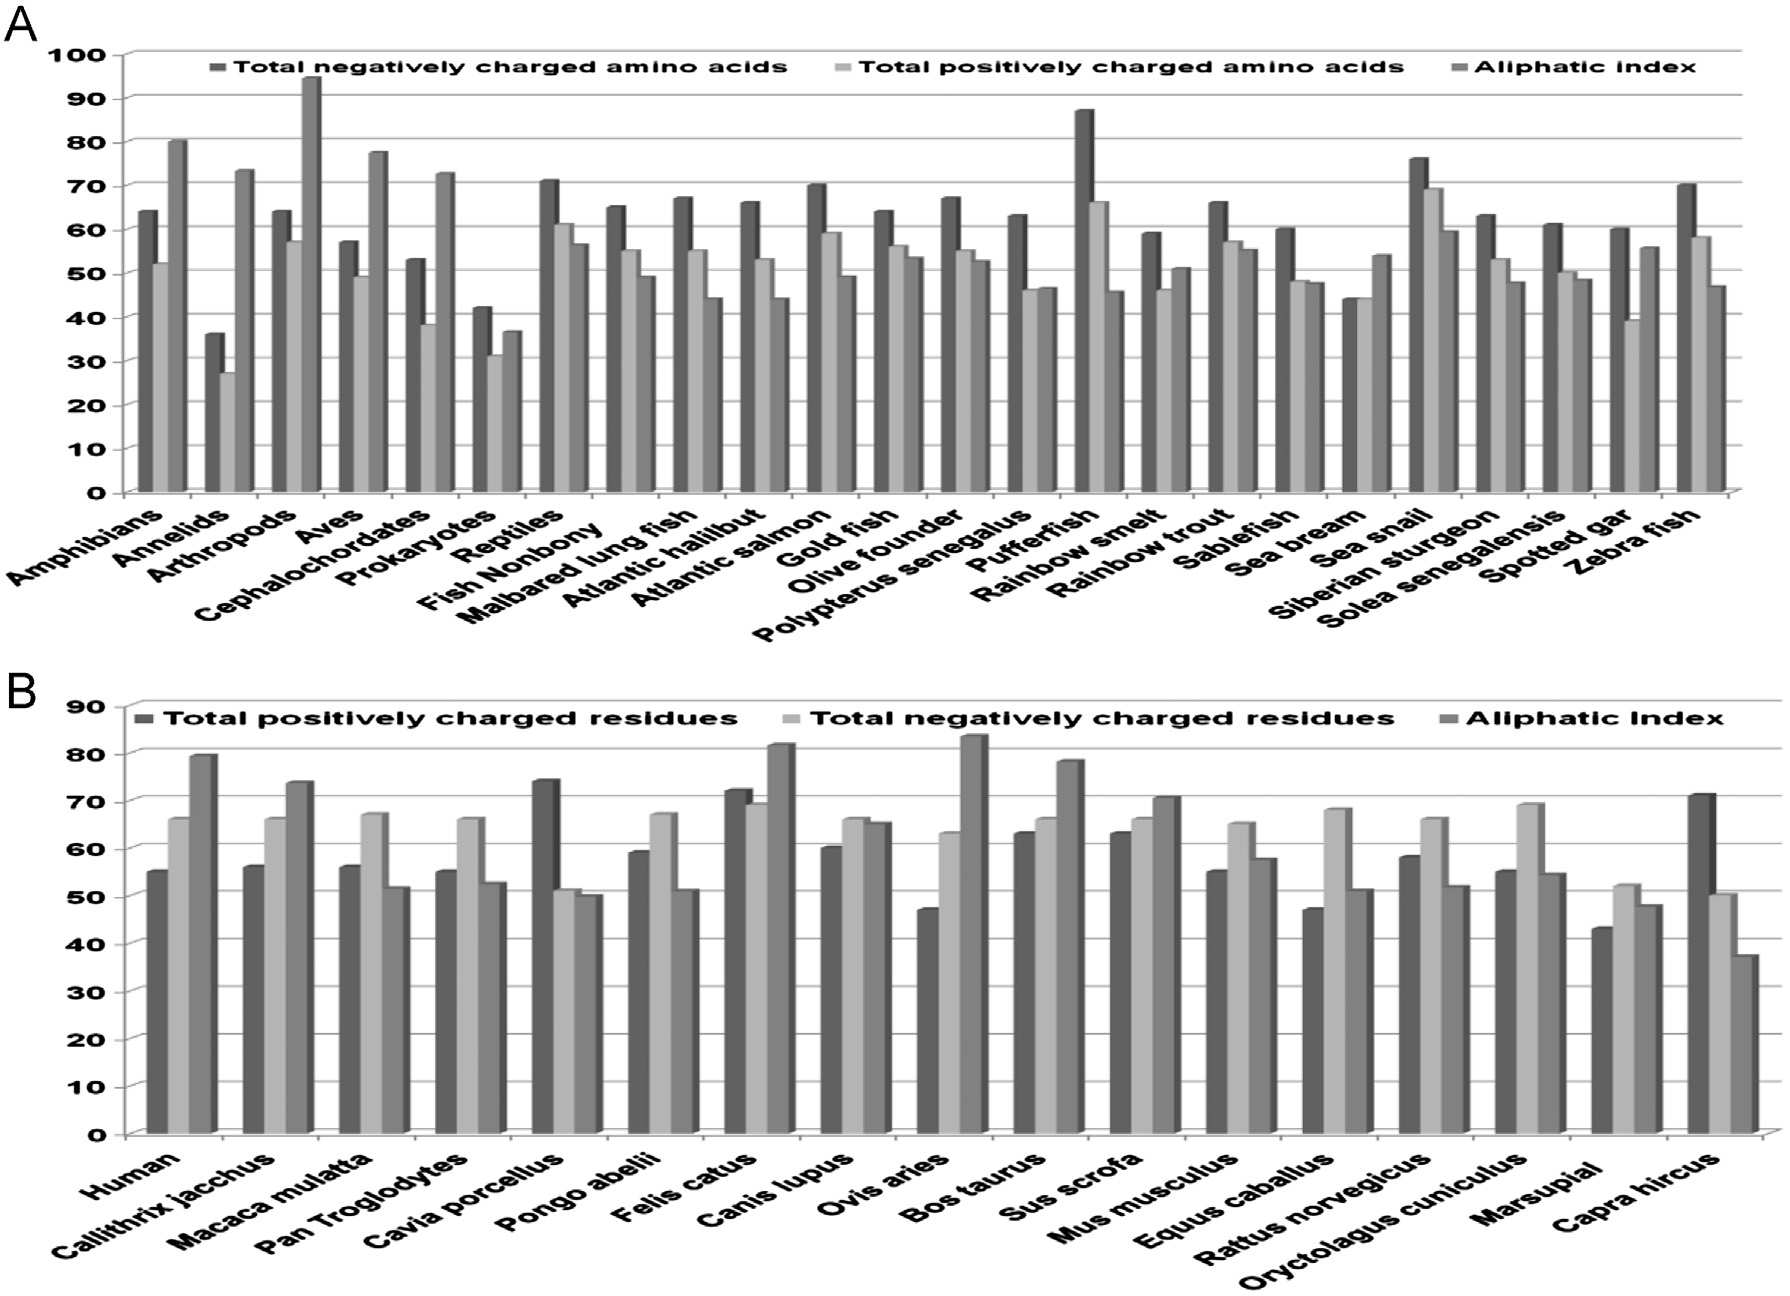 A
100
Total negatively charged amino acids Total positively charged amino acids Aliphatic index
90
80
70
60
50
40
30
20
10
0
Amphibians
Annelids
Arthropods
Aves
Cephalochordates
Prokaryotes
Reptiles
Fish Nonbony
Malbared lung fish
Atlantic halilbut
Atlantic salmon
Gold fish
Olive founder
Polypterus senegalus
Pufferfish
Rainbow smelt
Rainbow trout
Sablefish
Sea bream
Sea snail
Siberian sturgeon
Solea senegalensis
Spotted gar
Zebra fish
B
90
Total positively charged residues Total negatively charged residues Aliphatic Index
80
70
60
50
40
30
20
10
0
Human
Callithrix jacchus
Macaca mulatta
Pan Troglodytes
Cavia porcellus
Pongo abelii
Felis catus
Canis lupus
Ovis aries
Bos taurus
Sus scrofa
Mus musculus
Equus caballus
Rattus norvegicus
Oryctolagus cuniculus
Marsupial
Capra hircus